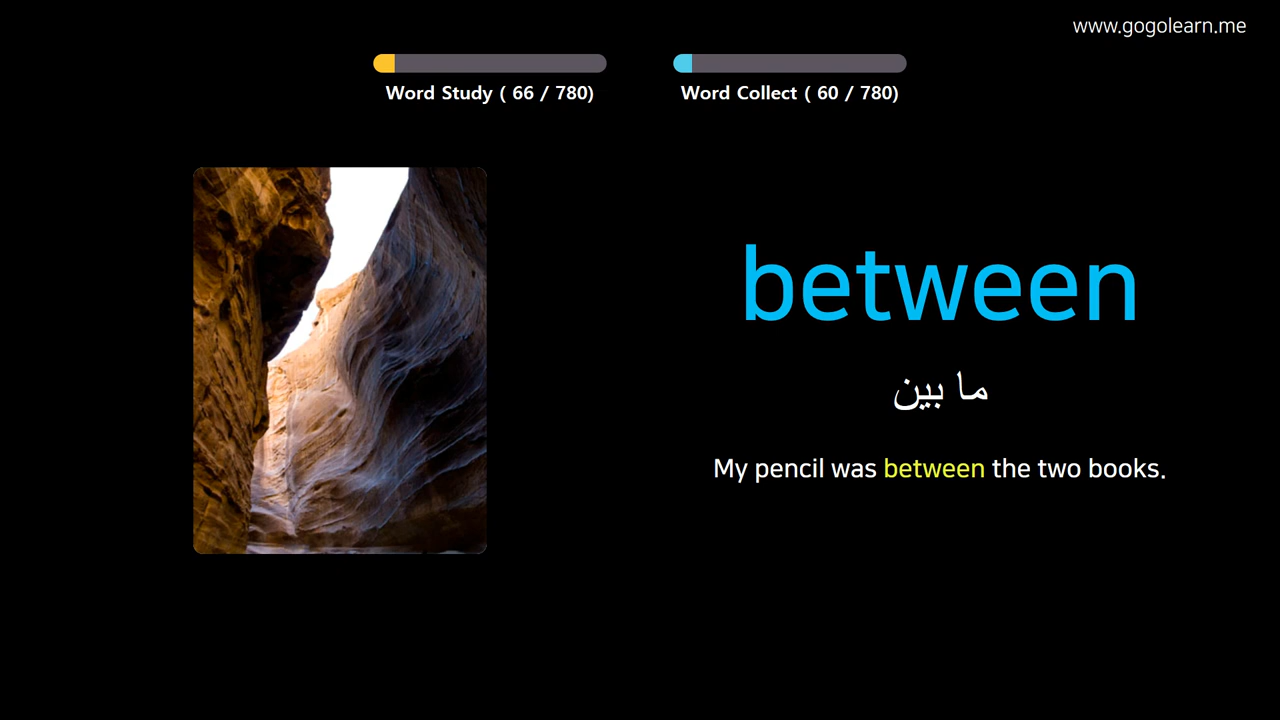 www.gogolearn.me
Word Study ( 66 / 780)
Word Collect ( 60 / 780)
between
ما بين
My pencil was between the two books.